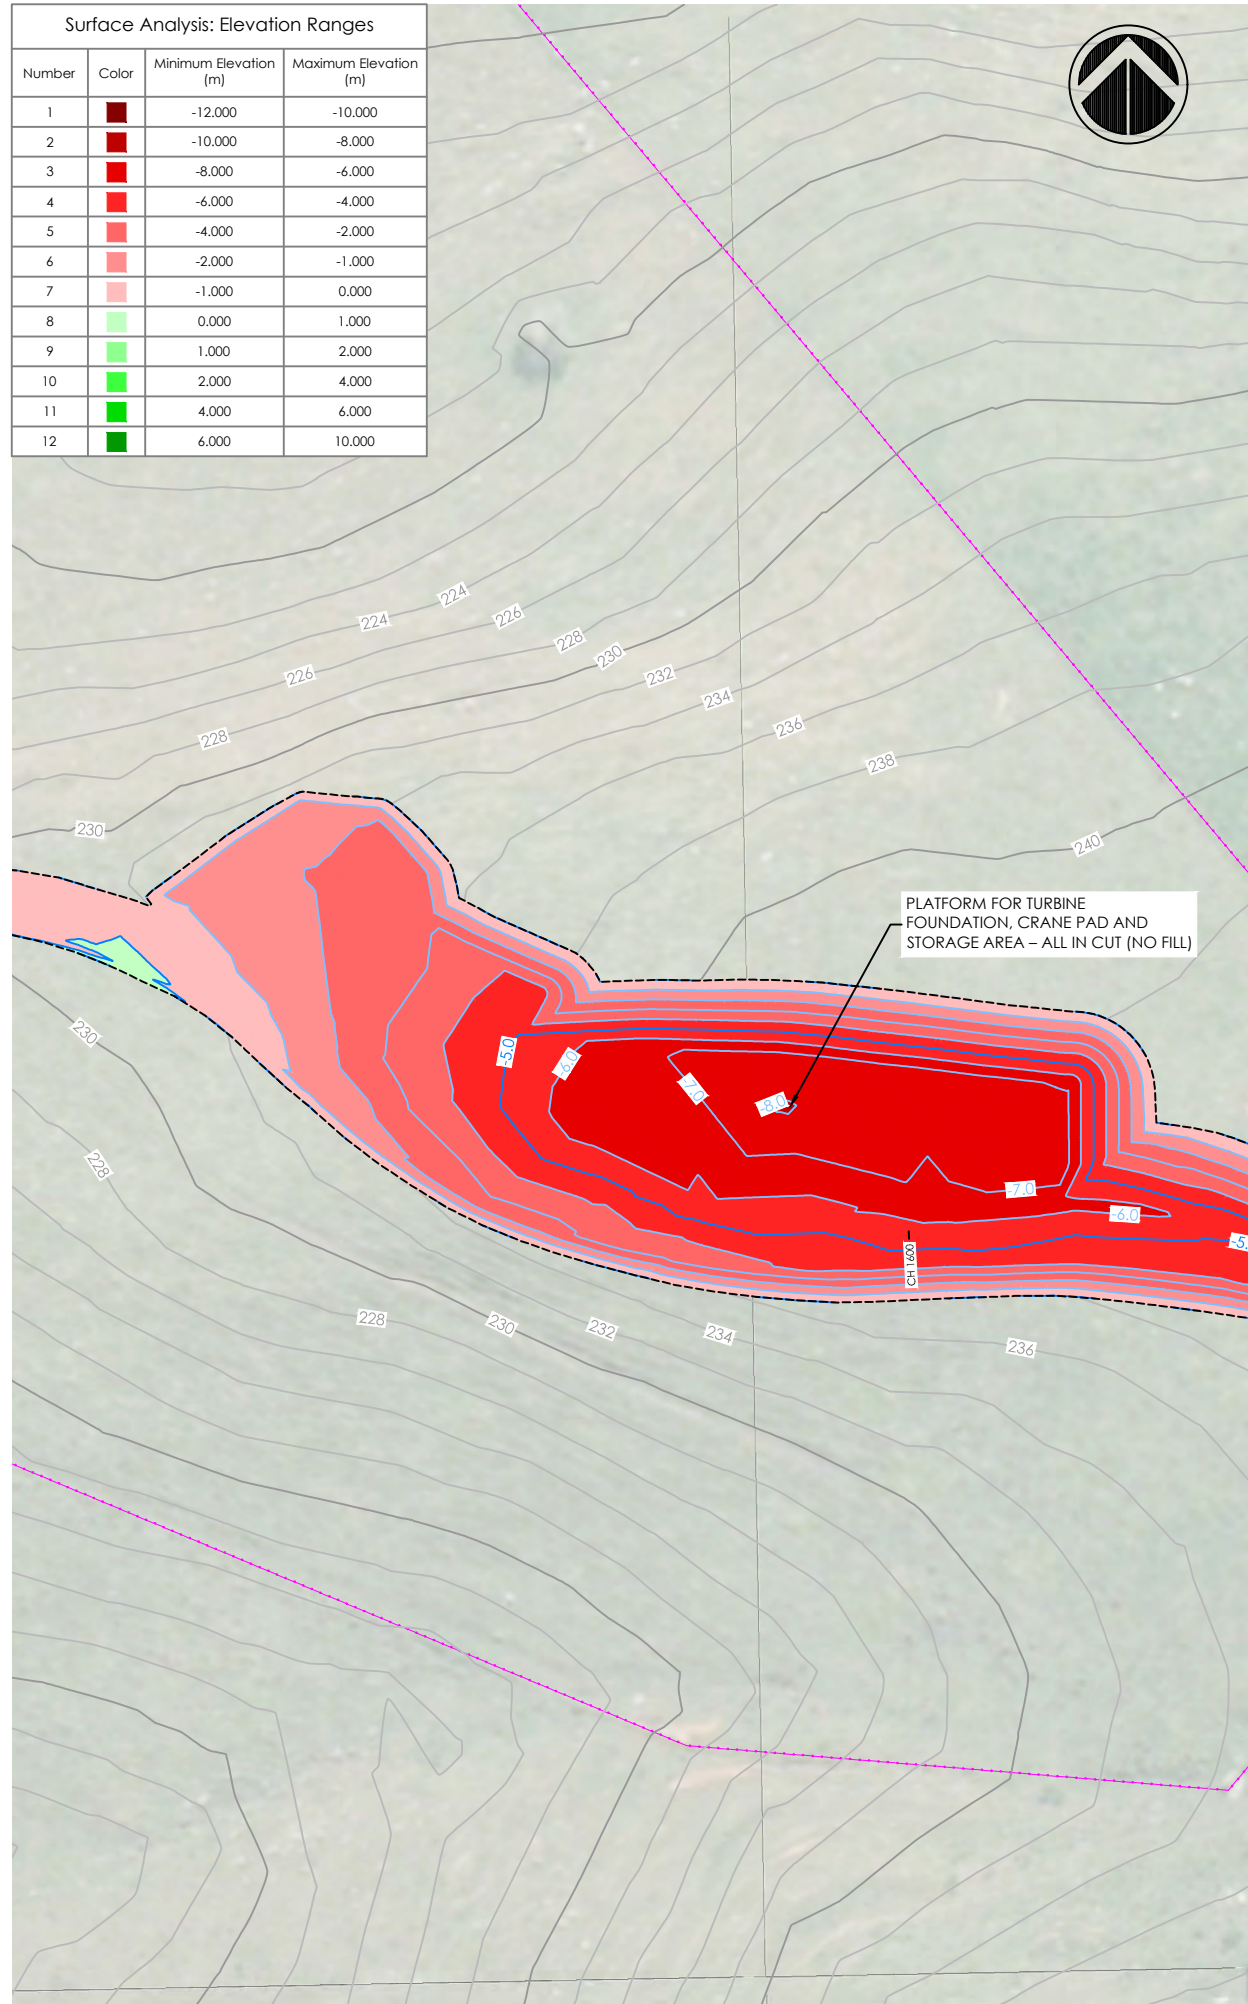 Surface Analysis: Elevation Ranges
Number Color Minimum Elevation (m) Maximum Elevation (m)
1 -12.000 -10.000
2 -10.000 -8.000
3 -8.000 -6.000
4 -6.000 -4.000
5 -4.000 -2.000
6 -2.000 -1.000
7 -1.000 0.000
8 0.000 1.000
9 1.000 2.000
10 2.000 4.000
11 4.000 6.000
12 6.000 10.000
224
224
226
228
230
226
232
234
228
236
238
230
240
PLATFORM FOR TURBINE
FOUNDATION, CRANE PAD AND
STORAGE AREA – ALL IN CUT (NO FILL)
230
-5.0
-6.0
-7.0
-8.0
228
-7.0
-6.0
-5.
CH 1600
228
230
232
234
236